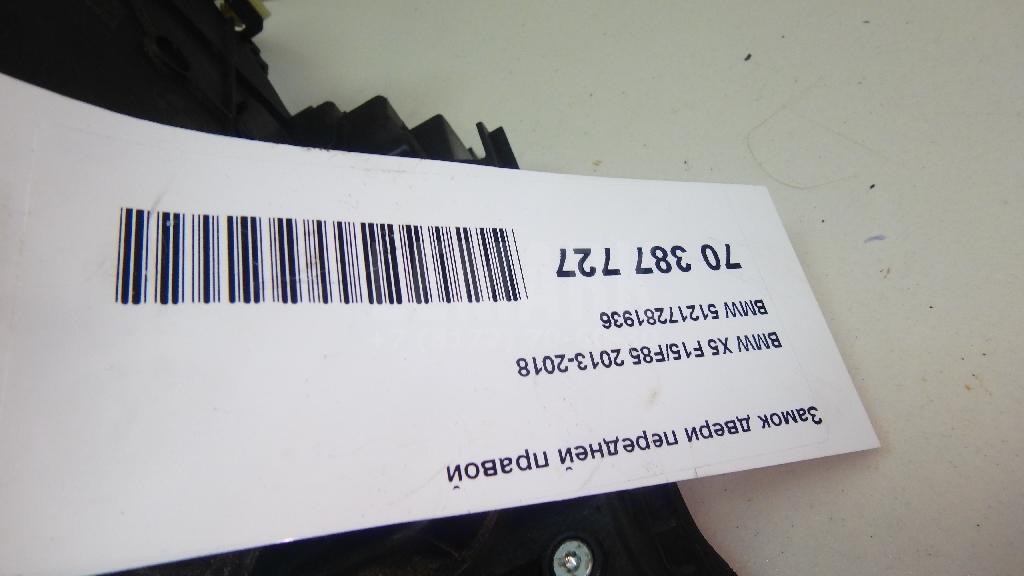 Замок двери передней правой
BMW X5 F15/F85 2013-2018
BMW 51217281936
70 387 727